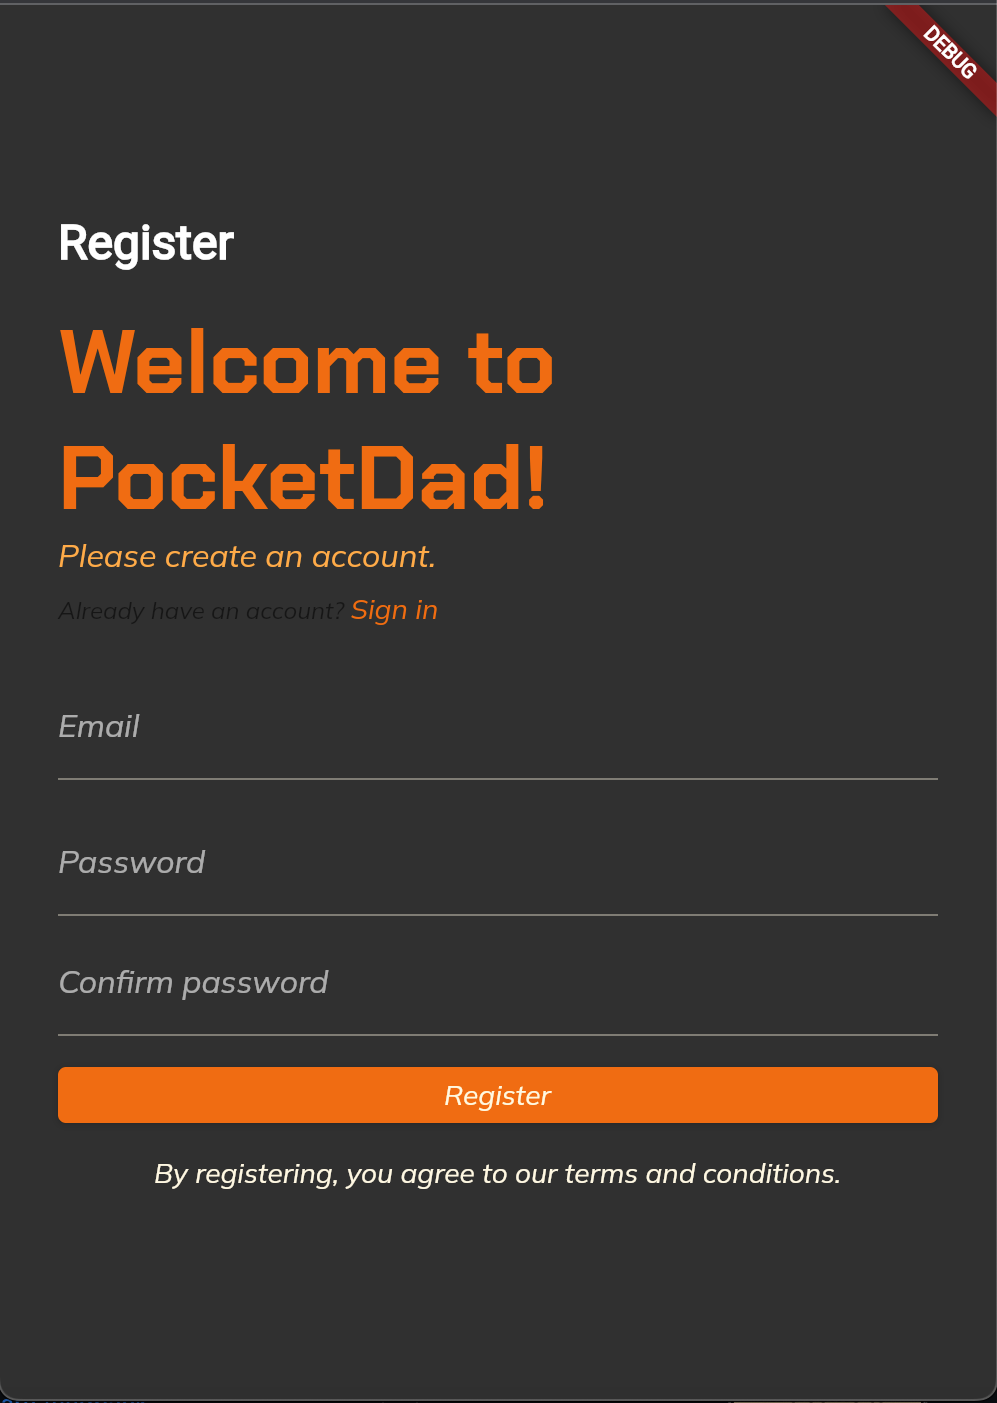 DEBUG
Register
Welcome to
PocketDad!
Please create an account.
Already have an account? Sign in
Email
Password
Confirm password
Register
By registering, you agree to our terms and conditions.